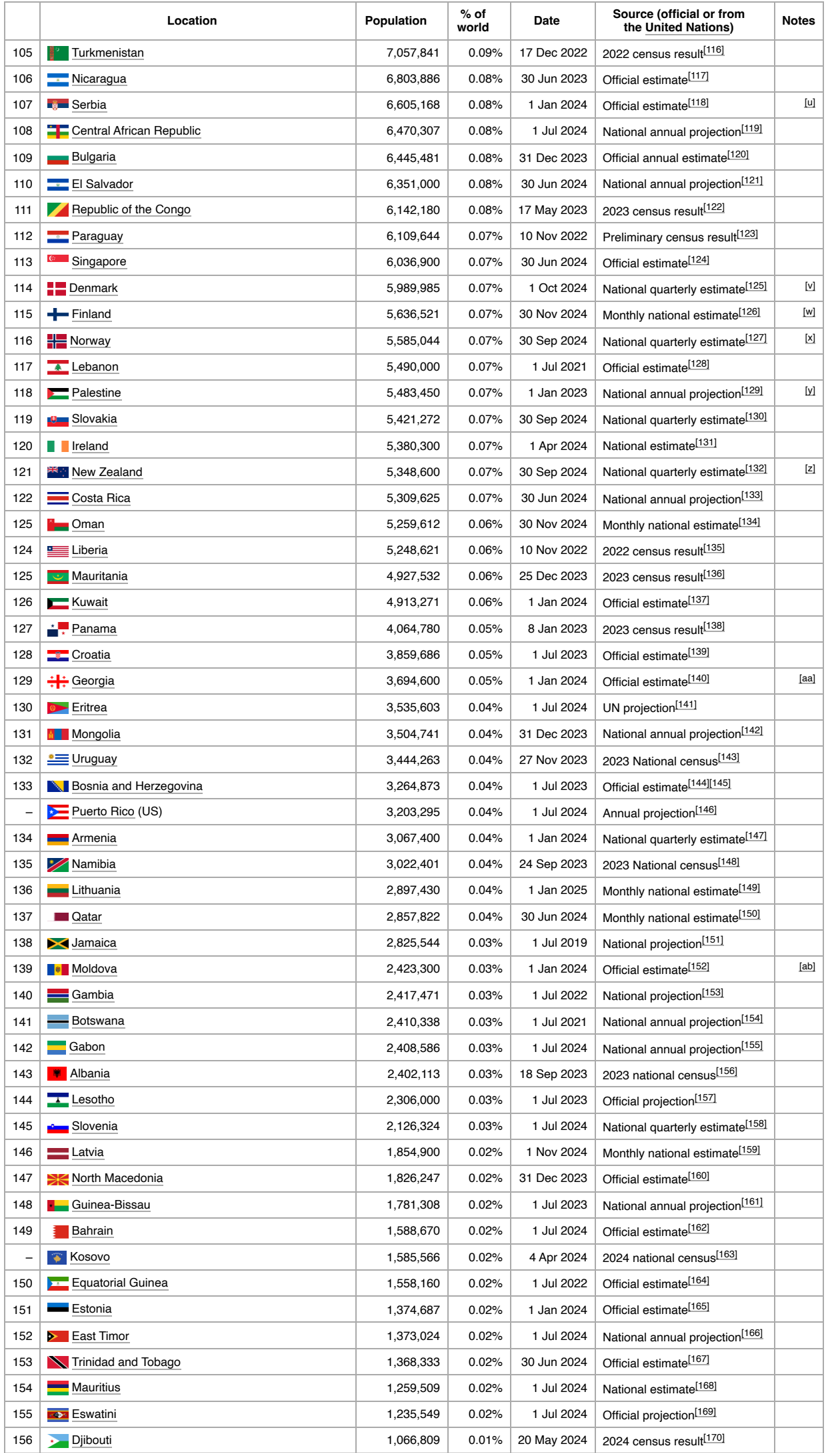 Location Population % of world Date Source (official or from the United Nations) Notes
105 Turkmenistan 7,057,841 0.09% 17 Dec 2022 2022 census result[116]
106 Nicaragua 6,803,886 0.08% 30 Jun 2023 Official estimate[117]
107 Serbia 6,605,168 0.08% 1 Jan 2024 Official estimate[118] [u]
108 Central African Republic 6,470,307 0.08% 1 Jul 2024 National annual projection[119]
109 Bulgaria 6,445,481 0.08% 31 Dec 2023 Official annual estimate[120]
110 El Salvador 6,351,000 0.08% 30 Jun 2024 National annual projection[121]
111 Republic of the Congo 6,142,180 0.08% 17 May 2023 2023 census result[122]
112 Paraguay 6,109,644 0.07% 10 Nov 2022 Preliminary census result[123]
113 Singapore 6,036,900 0.07% 30 Jun 2024 Official estimate[124]
114 Denmark 5,989,985 0.07% 1 Oct 2024 National quarterly estimate[125] [v]
115 Finland 5,636,521 0.07% 30 Nov 2024 Monthly national estimate[126] [w]
116 Norway 5,585,044 0.07% 30 Sep 2024 National quarterly estimate[127] [x]
117 Lebanon 5,490,000 0.07% 1 Jul 2021 Official estimate[128]
118 Palestine 5,483,450 0.07% 1 Jan 2023 National annual projection[129] [y]
119 Slovakia 5,421,272 0.07% 30 Sep 2024 National quarterly estimate[130]
120 Ireland 5,380,300 0.07% 1 Apr 2024 National estimate[131]
121 New Zealand 5,348,600 0.07% 30 Sep 2024 National quarterly estimate[132] [z]
122 Costa Rica 5,309,625 0.07% 30 Jun 2024 National annual projection[133]
125 Oman 5,259,612 0.06% 30 Nov 2024 Monthly national estimate[134]
124 Liberia 5,248,621 0.06% 10 Nov 2022 2022 census result[135]
125 Mauritania 4,927,532 0.06% 25 Dec 2023 2023 census result[136]
126 Kuwait 4,913,271 0.06% 1 Jan 2024 Official estimate[137]
127 Panama 4,064,780 0.05% 8 Jan 2023 2023 census result[138]
128 Croatia 3,859,686 0.05% 1 Jul 2023 Official estimate[139]
129 Georgia 3,694,600 0.05% 1 Jan 2024 Official estimate[140] [aa]
130 Eritrea 3,535,603 0.04% 1 Jul 2024 UN projection[141]
131 Mongolia 3,504,741 0.04% 31 Dec 2023 National annual projection[142]
132 Uruguay 3,444,263 0.04% 27 Nov 2023 2023 National census[143]
133 Bosnia and Herzegovina 3,264,873 0.04% 1 Jul 2023 Official estimate[144][145]
– Puerto Rico (US) 3,203,295 0.04% 1 Jul 2024 Annual projection[146]
134 Armenia 3,067,400 0.04% 1 Jan 2024 National quarterly estimate[147]
135 Namibia 3,022,401 0.04% 24 Sep 2023 2023 National census[148]
136 Lithuania 2,897,430 0.04% 1 Jan 2025 Monthly national estimate[149]
137 Qatar 2,857,822 0.04% 30 Jun 2024 Monthly national estimate[150]
138 Jamaica 2,825,544 0.03% 1 Jul 2019 National projection[151]
139 Moldova 2,423,300 0.03% 1 Jan 2024 Official estimate[152] [ab]
140 Gambia 2,417,471 0.03% 1 Jul 2022 National projection[153]
141 Botswana 2,410,338 0.03% 1 Jul 2021 National annual projection[154]
142 Gabon 2,408,586 0.03% 1 Jul 2024 National annual projection[155]
143 Albania 2,402,113 0.03% 18 Sep 2023 2023 national census[156]
144 Lesotho 2,306,000 0.03% 1 Jul 2023 Official projection[157]
145 Slovenia 2,126,324 0.03% 1 Jul 2024 National quarterly estimate[158]
146 Latvia 1,854,900 0.02% 1 Nov 2024 Monthly national estimate[159]
147 North Macedonia 1,826,247 0.02% 31 Dec 2023 Official estimate[160]
148 Guinea-Bissau 1,781,308 0.02% 1 Jul 2023 National annual projection[161]
149 Bahrain 1,588,670 0.02% 1 Jul 2024 Official estimate[162]
– Kosovo 1,585,566 0.02% 4 Apr 2024 2024 national census[163]
150 Equatorial Guinea 1,558,160 0.02% 1 Jul 2022 Official estimate[164]
151 Estonia 1,374,687 0.02% 1 Jan 2024 Official estimate[165]
152 East Timor 1,373,024 0.02% 1 Jul 2024 National annual projection[166]
153 Trinidad and Tobago 1,368,333 0.02% 30 Jun 2024 Official estimate[167]
154 Mauritius 1,259,509 0.02% 1 Jul 2024 National estimate[168]
155 Eswatini 1,235,549 0.02% 1 Jul 2024 Official projection[169]
156 Djibouti 1,066,809 0.01% 20 May 2024 2024 census result[170]